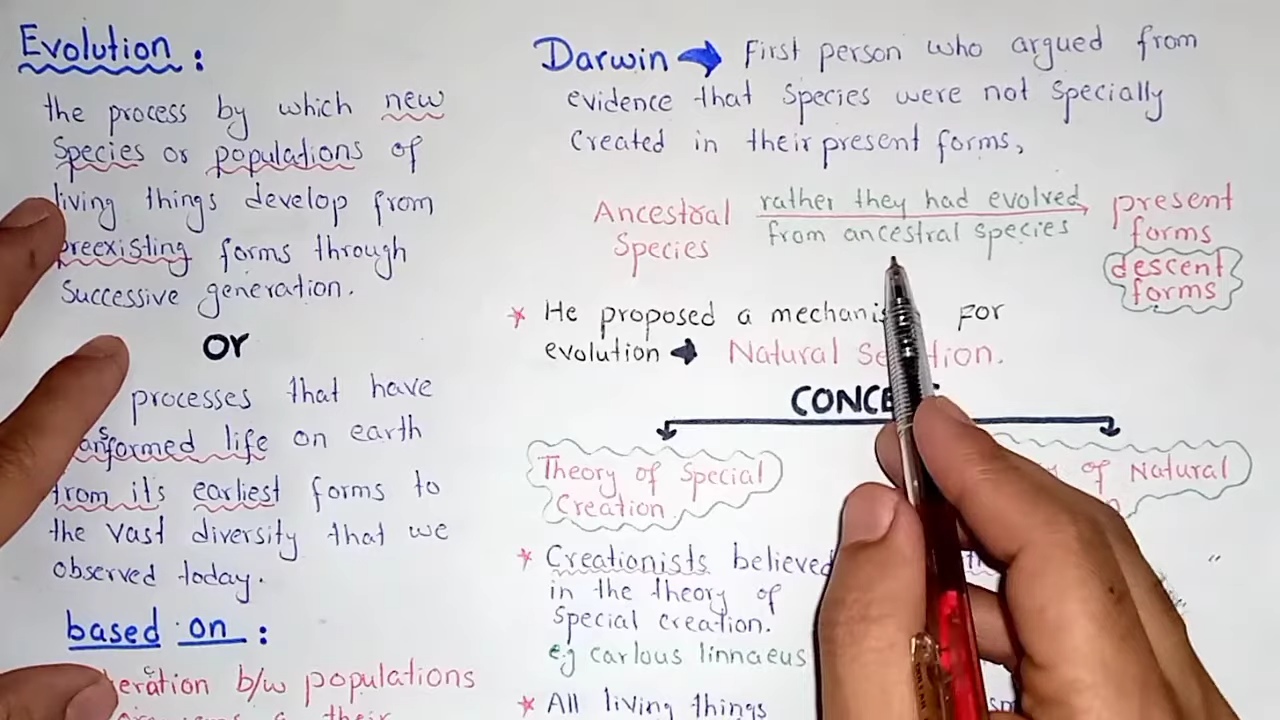 Evolution :
the process by which new
Species or populations of
living things develop from
preexisting forms through
Successive generation.
or
processes that have
life on earth
from its earliest forms to
the vast diversity that we
observed today.
based on :
b/w populations
their
Darwin → First person who argued from
evidence that species were not specially
Created in their present forms,
Ancestral
Species
rather they had evolved
from ancestral species
present
forms
descent
forms
* He proposed a for
evolution → Natural
Theory of Special
Creation
of Natural
* Creationists believed
in the theory of
Special creation.
e.g carlous linnaeus
* All living things